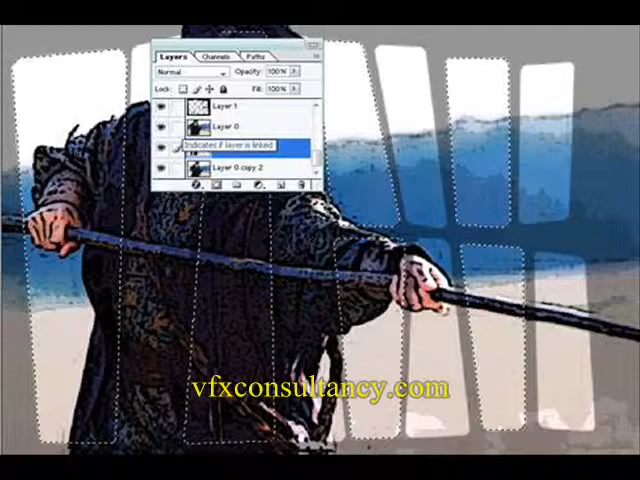 Layers Channels Paths
Normal Opacity: 100%
Lock: Fill: 100%
Layer 1
Layer 0
Indicates if layer is linked
Layer 0 copy 2
vfxconsultancy.com